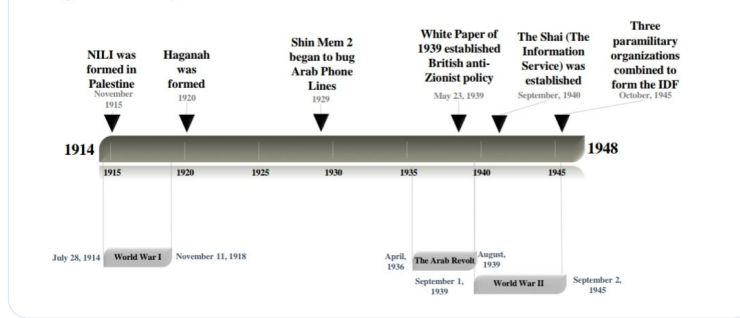 NILI was
formed in
Palestine
November
1915
Haganah
was
formed
1920
Shin Mem 2
began to bug
Arab Phone
Lines
1929
White Paper of
1939 established
British anti-
Zionist policy
May 23, 1939
The Shai (The
Information
Service) was
established
September, 1940
Three
paramilitary
organizations
combined to
form the IDF
October, 1945
1914
1948
1915
1920
1925
1930
1935
1940
1945
July 28, 1914
World War I
November 11, 1918
April,
1936
The Arab Revolt
August,
1939
September 1,
1939
World War II
September 2,
1945